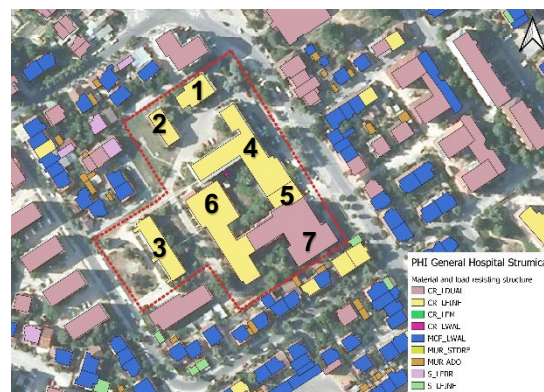 1
2
4
5
6
3
7
PHI General Hospital Strumica
Material and load resisting structure
CR_LDUAL
CR_LFINF
CR_LFM
CR_LWAL
MCF_LWAL
MUR_STDRE
MUR_ADO
S_LFBR
S_LFINF